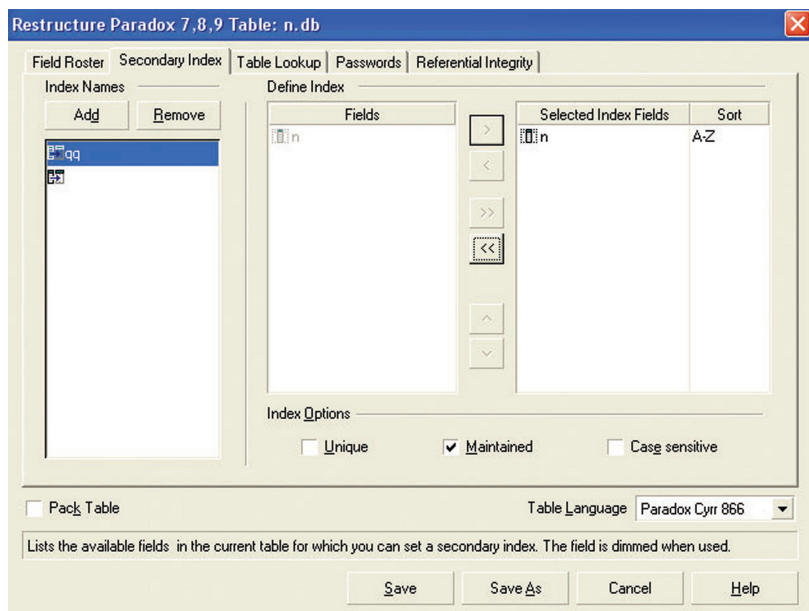 Restructure Paradox 7,8,9 Table: n.db
Field Roster Secondary Index Table Lookup Passwords Referential Integrity
Index Names Define Index
Add Remove Fields > Selected Index Fields Sort
qq n n A-Z
<
>>
<<
Index Options
Unique Maintained Case sensitive
Pack Table Table Language Paradox Cyrr 866
Lists the available fields in the current table for which you can set a secondary index. The field is dimmed when used.
Save Save As Cancel Help